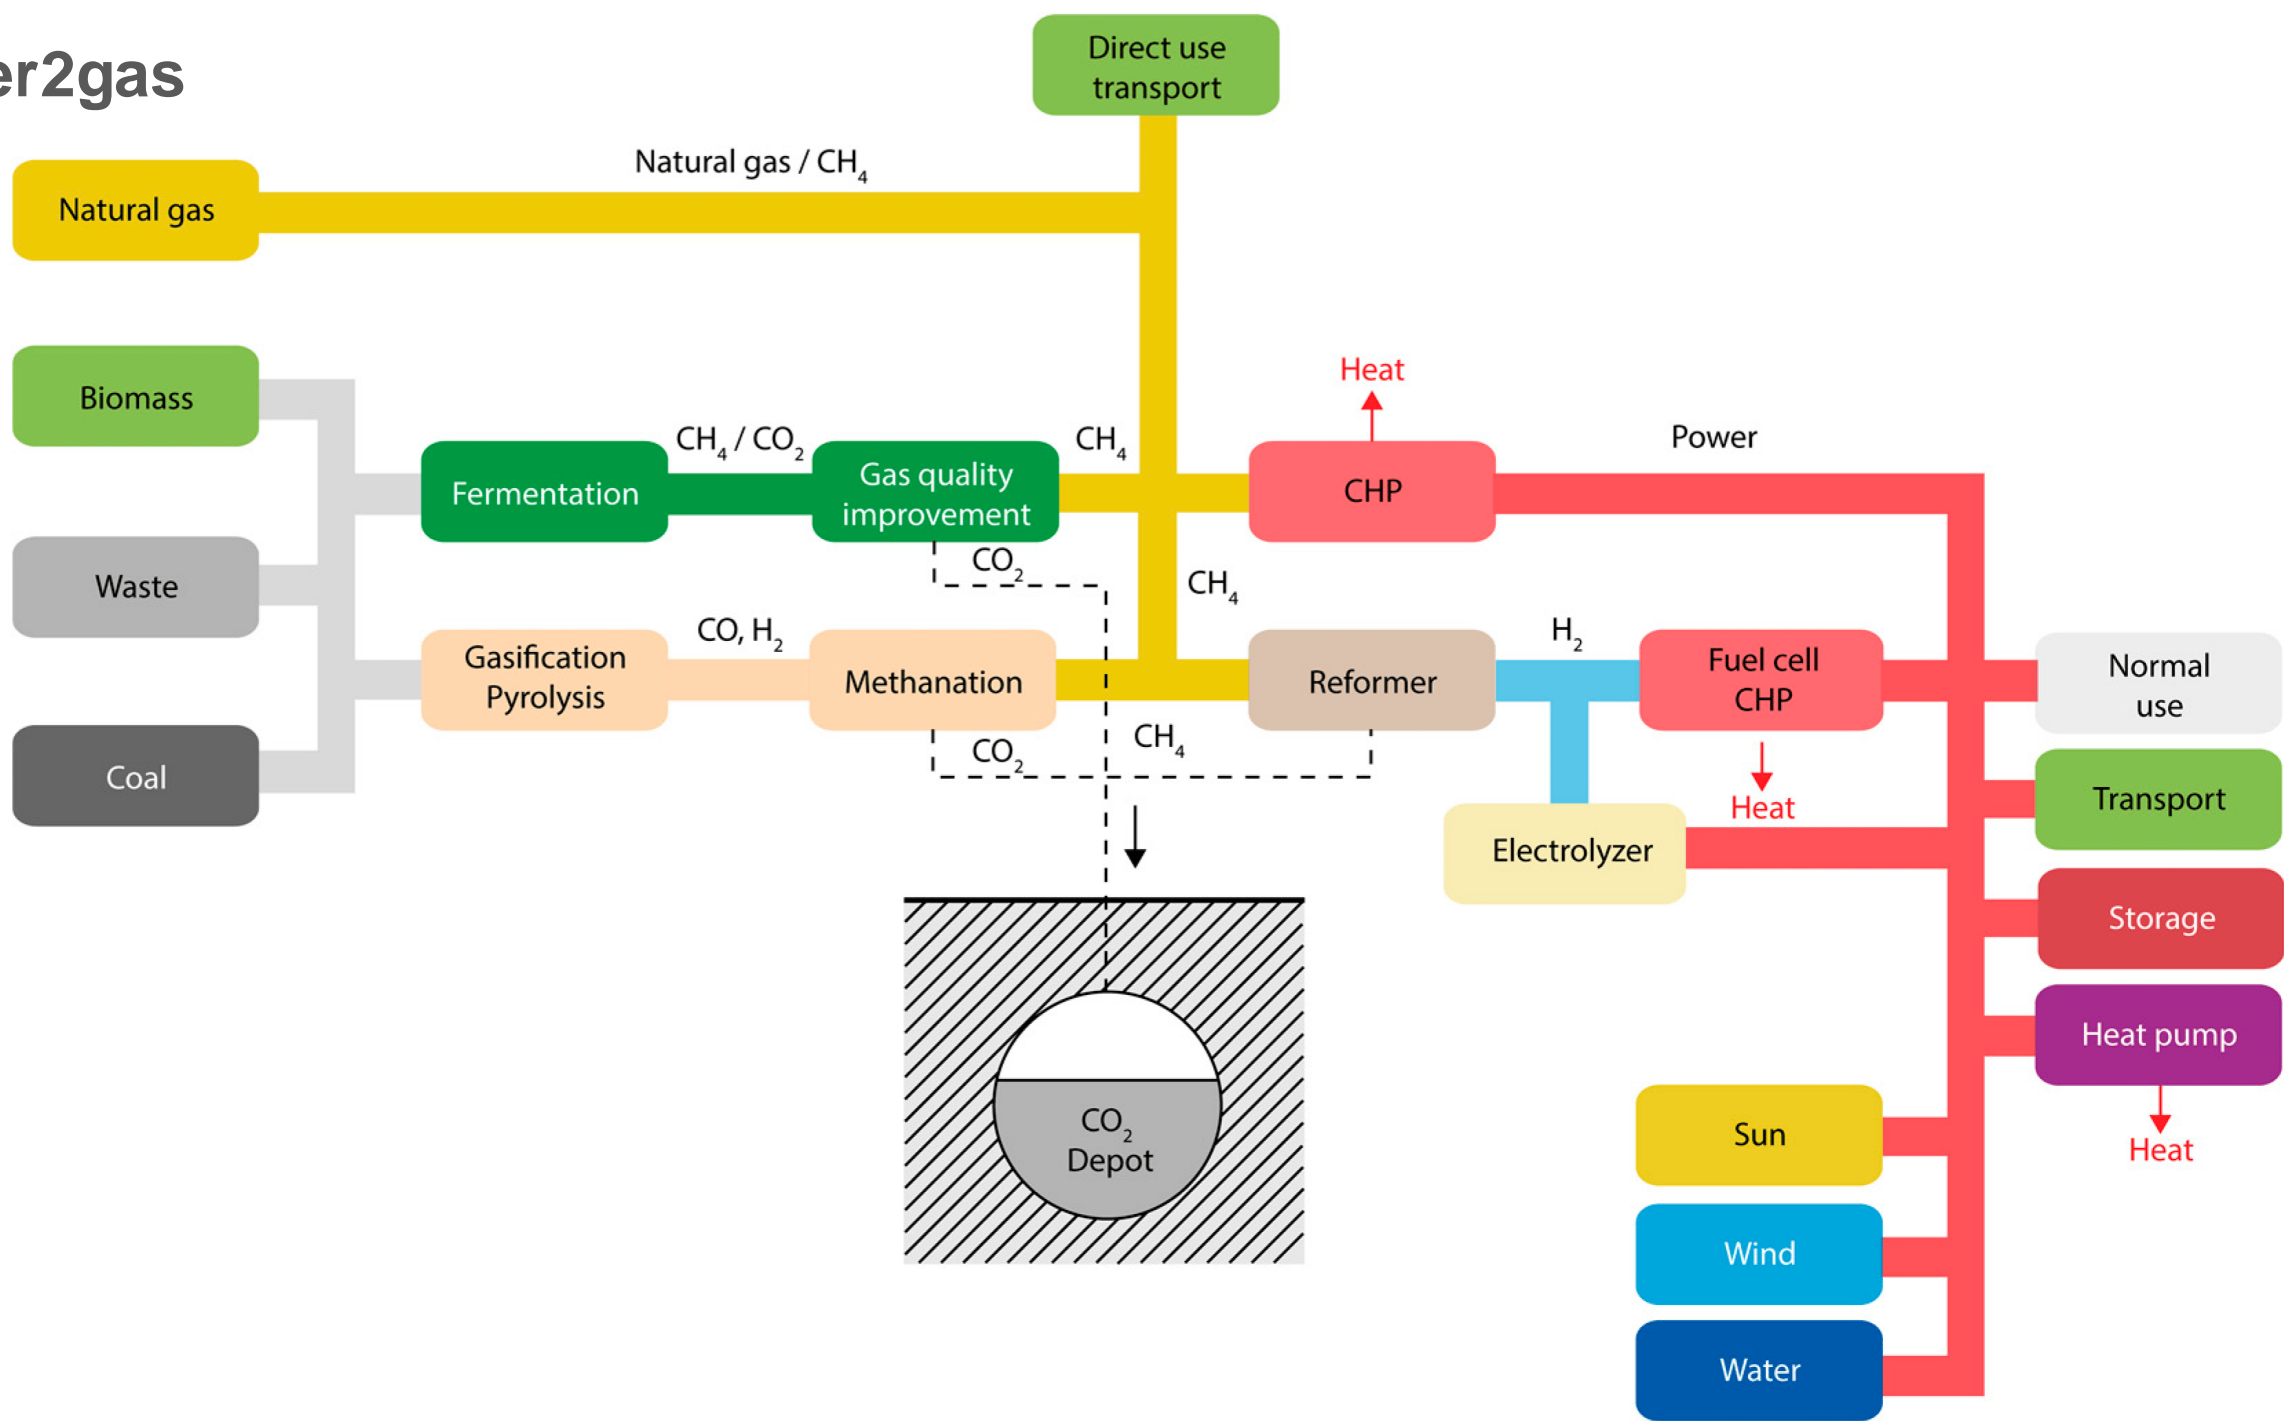 er2gas
Direct use
transport
Natural gas / CH₄
Natural gas
Biomass
Heat
CH₄ / CO₂
CH₄
Power
Fermentation
Gas quality
improvement
CHP
CO₂
CH₄
Waste
CO, H₂
H₂
Gasification
Pyrolysis
Methanation
Reformer
Fuel cell
CHP
Normal
use
CO₂
CH₄
Coal
Heat
Transport
Electrolyzer
Storage
Heat pump
CO₂
Depot
Sun
Heat
Wind
Water